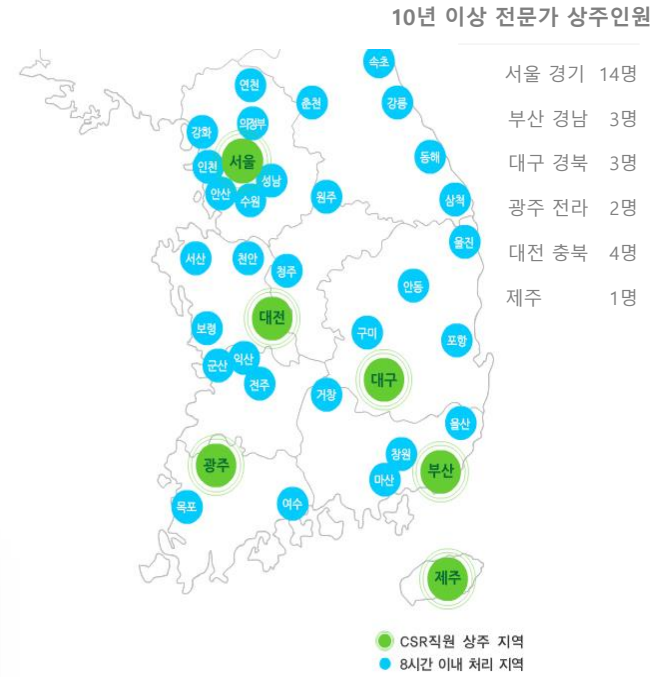 10년 이상 전문가 상주인원
서울 경기 14명
부산 경남 3명
대구 경북 3명
광주 전라 2명
대전 충북 4명
제주 1명
속초
연천
춘천
강릉
의정부
강화
서울
인천
동해
성남
안산
수원
원주
삼척
울진
서산
천안
청주
안동
대전
보령
구미
포항
익산
군산
전주
대구
거창
울산
창원
광주
부산
마산
목포
여수
제주
CSR직원 상주 지역
8시간 이내 처리 지역